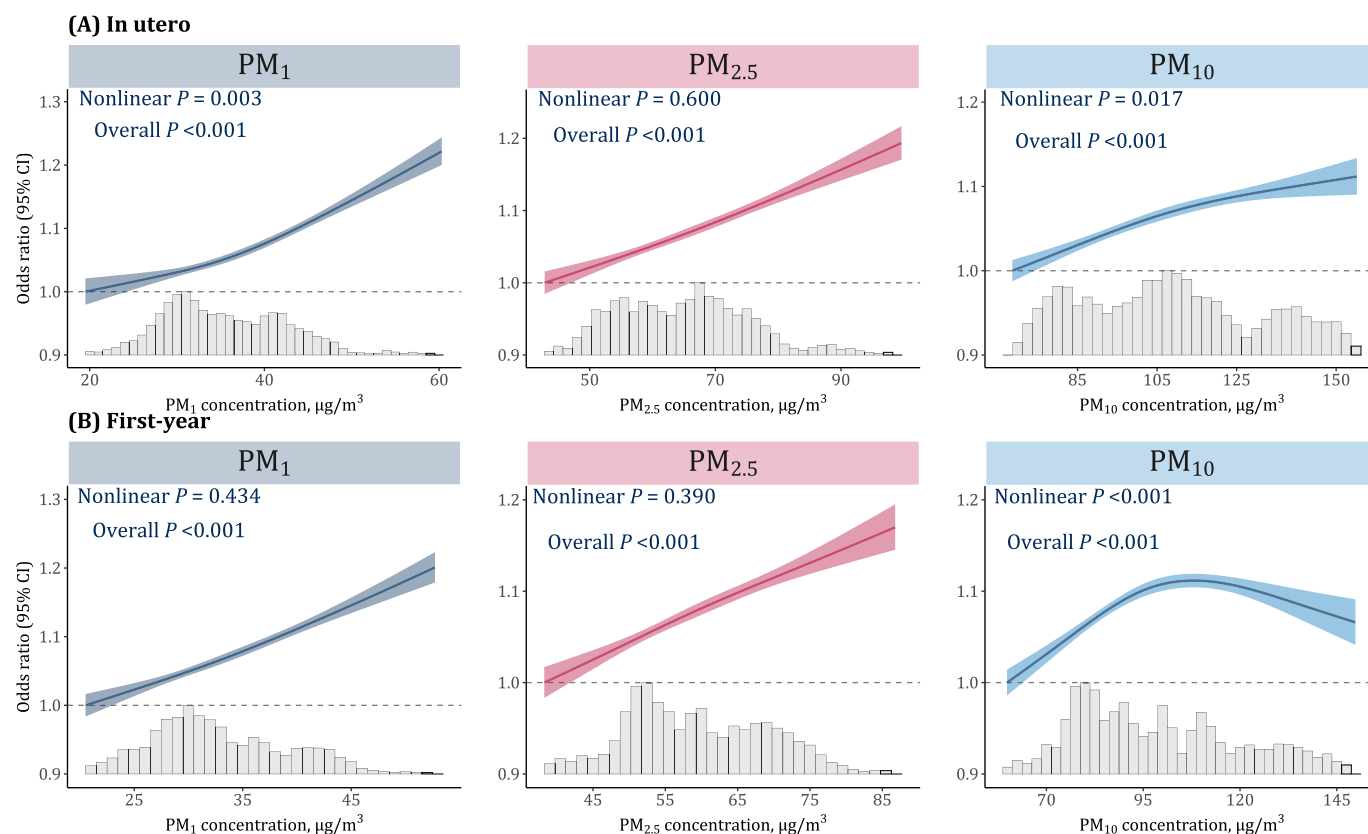 (A) In utero
PM₁
PM₂.₅
PM₁₀
Nonlinear P = 0.003
Overall P <0.001
Nonlinear P = 0.600
Overall P <0.001
Nonlinear P = 0.017
Overall P <0.001
Odds ratio (95% CI)
1.3
1.2
1.1
1.0
0.9
1.2
1.1
1.0
0.9
1.2
1.1
1.0
0.9
20
40
60
50
70
90
85
105
125
150
PM₁ concentration, μg/m³
PM₂.₅ concentration, μg/m³
PM₁₀ concentration, μg/m³
(B) First-year
PM₁
PM₂.₅
PM₁₀
Nonlinear P = 0.434
Overall P <0.001
Nonlinear P = 0.390
Overall P <0.001
Nonlinear P <0.001
Overall P <0.001
Odds ratio (95% CI)
1.3
1.2
1.1
1.0
0.9
1.2
1.1
1.0
0.9
1.2
1.1
1.0
0.9
25
35
45
45
55
65
75
85
70
95
120
145
PM₁ concentration, μg/m³
PM₂.₅ concentration, μg/m³
PM₁₀ concentration, μg/m³